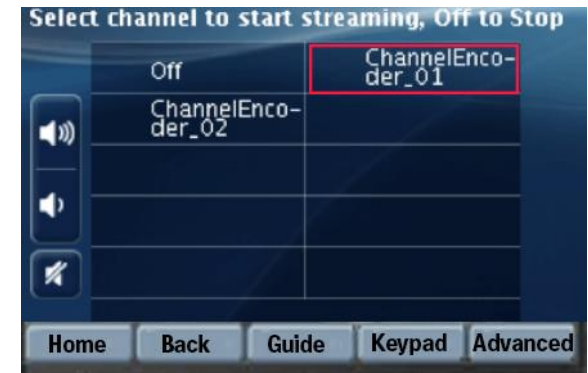 Select channel to start streaming, Off to Stop
Off
ChannelEnco-
der_01
ChannelEnco-
der_02
Home
Back
Guide
Keypad
Advanced